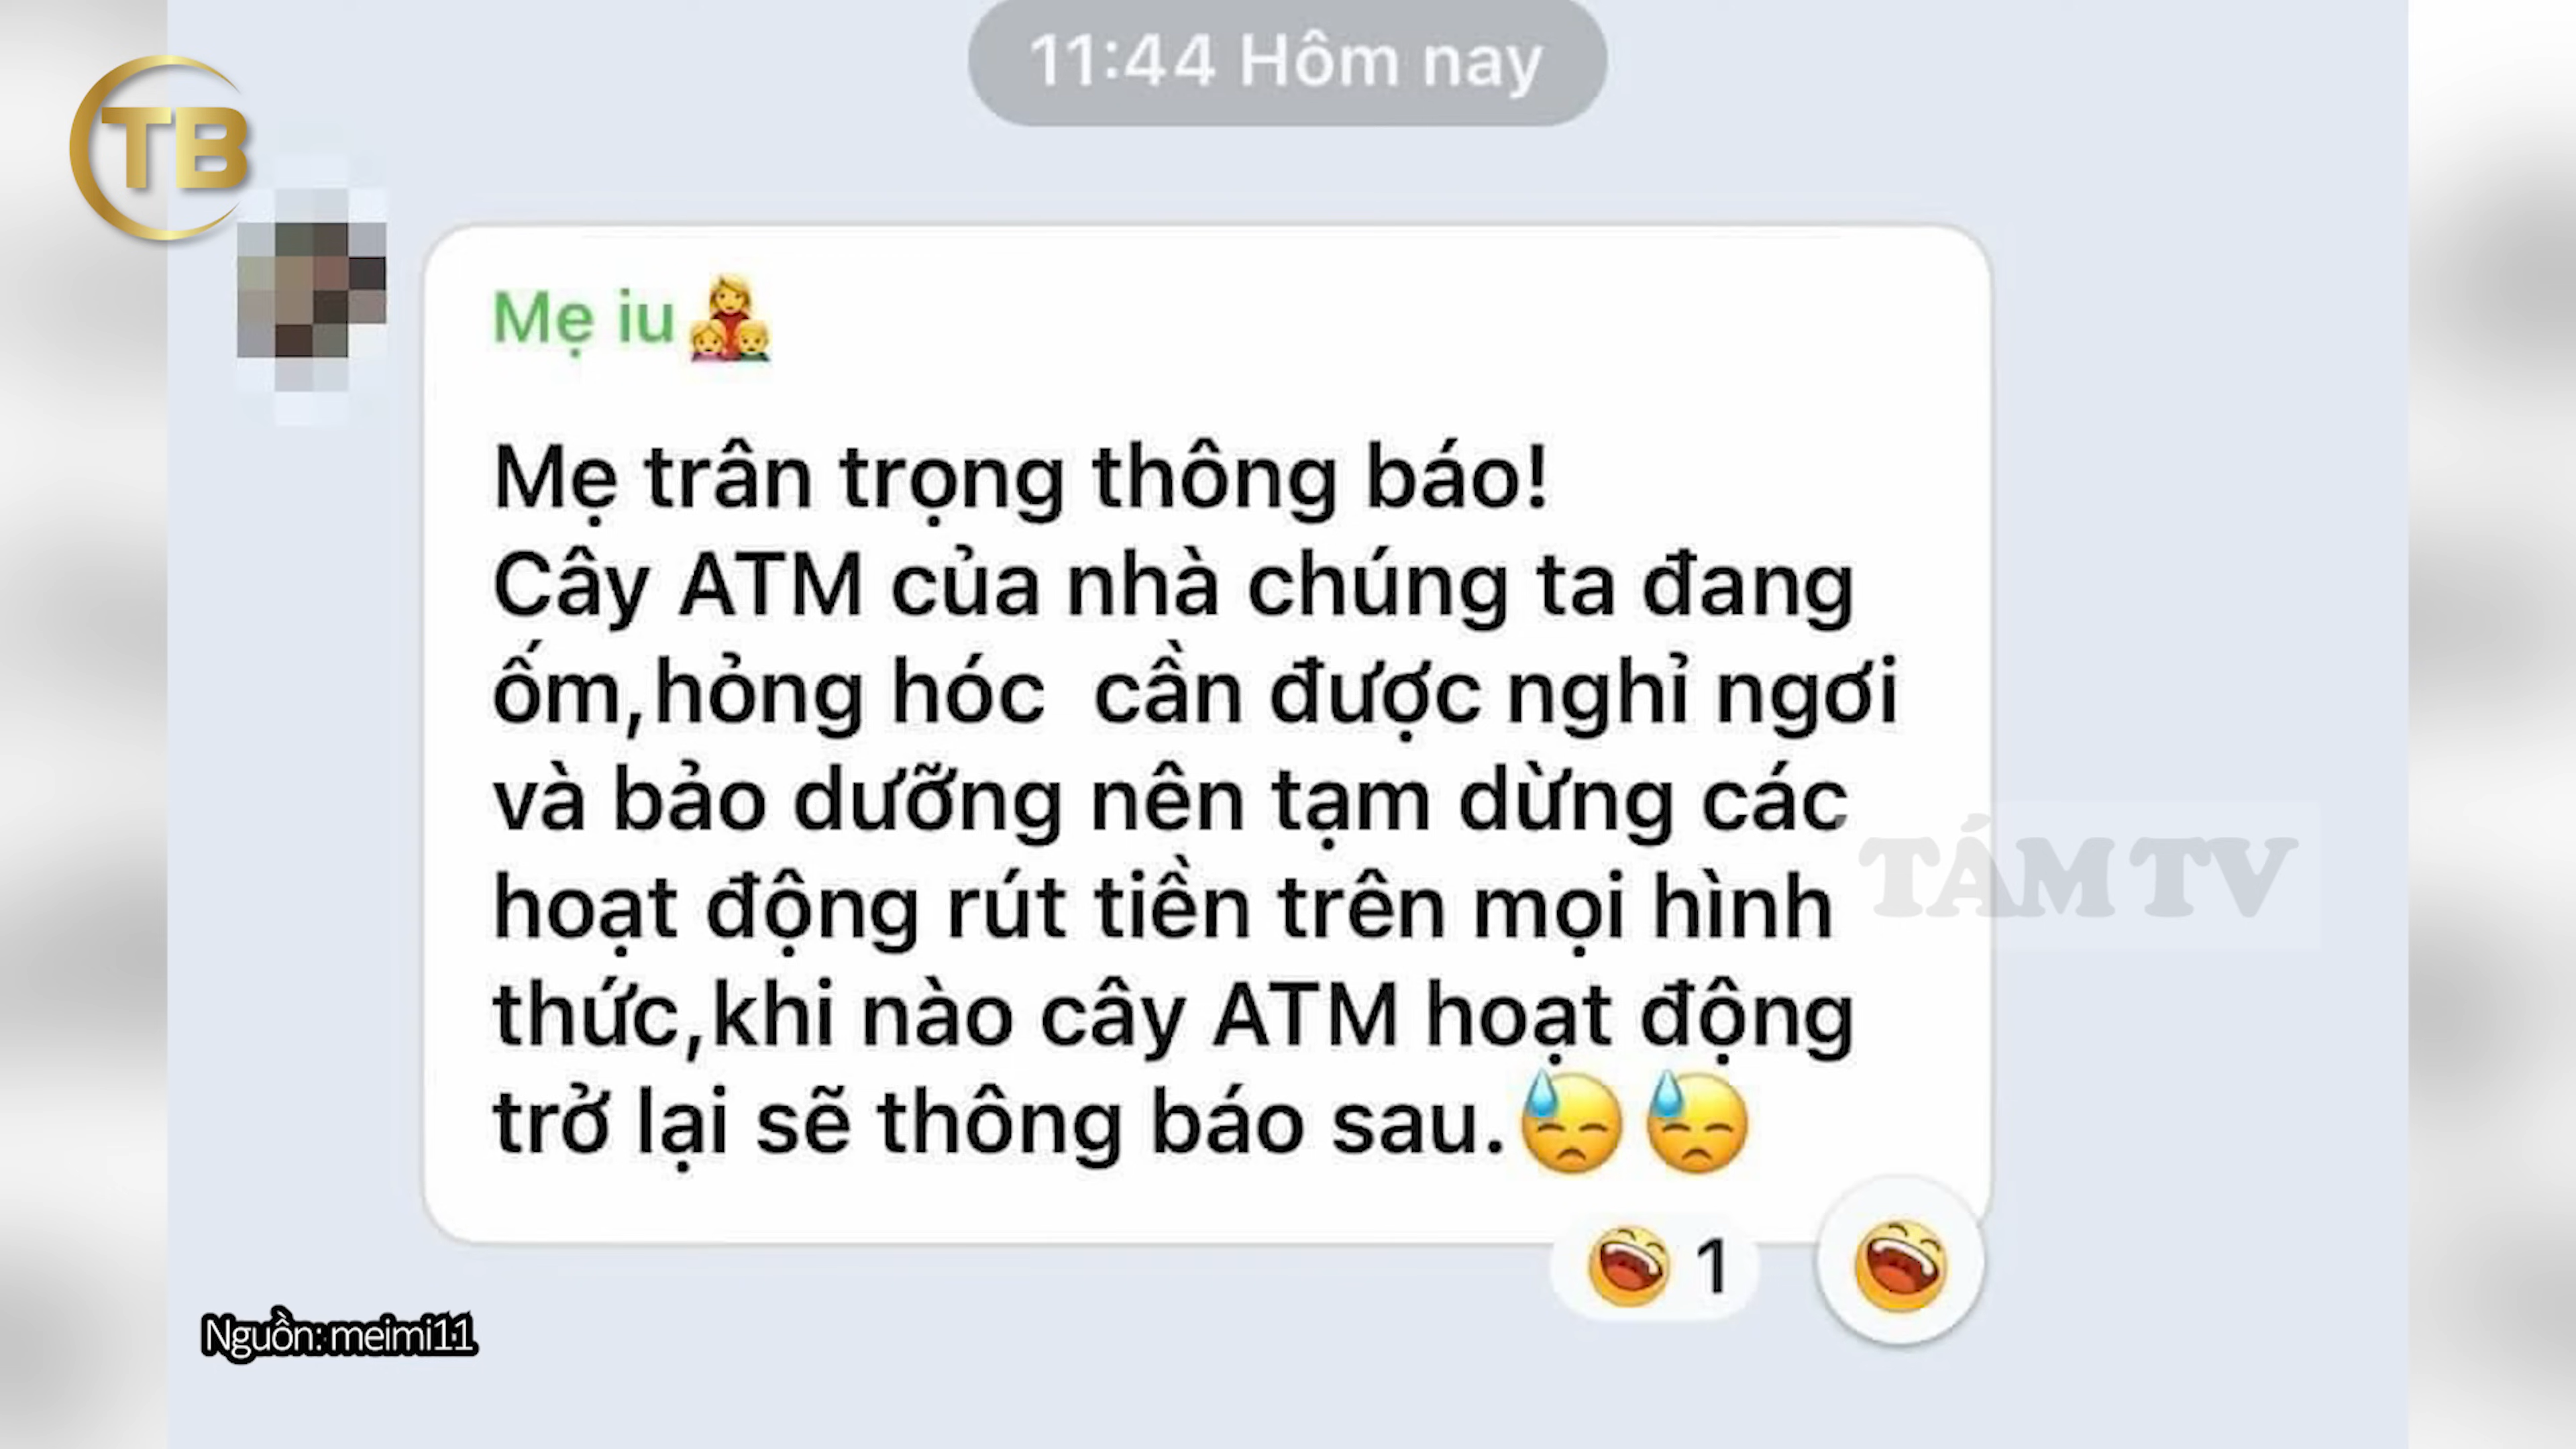 11:44 Hôm nay
TB
Mẹ iu
Mẹ trân trọng thông báo!
Cây ATM của nhà chúng ta đang
ốm,hỏng hóc  cần được nghỉ ngơi
và bảo dưỡng nên tạm dừng các
hoạt động rút tiền trên mọi hình
thức,khi nào cây ATM hoạt động
trở lại sẽ thông báo sau.
TÁM TV
1
Nguồn: meimi11